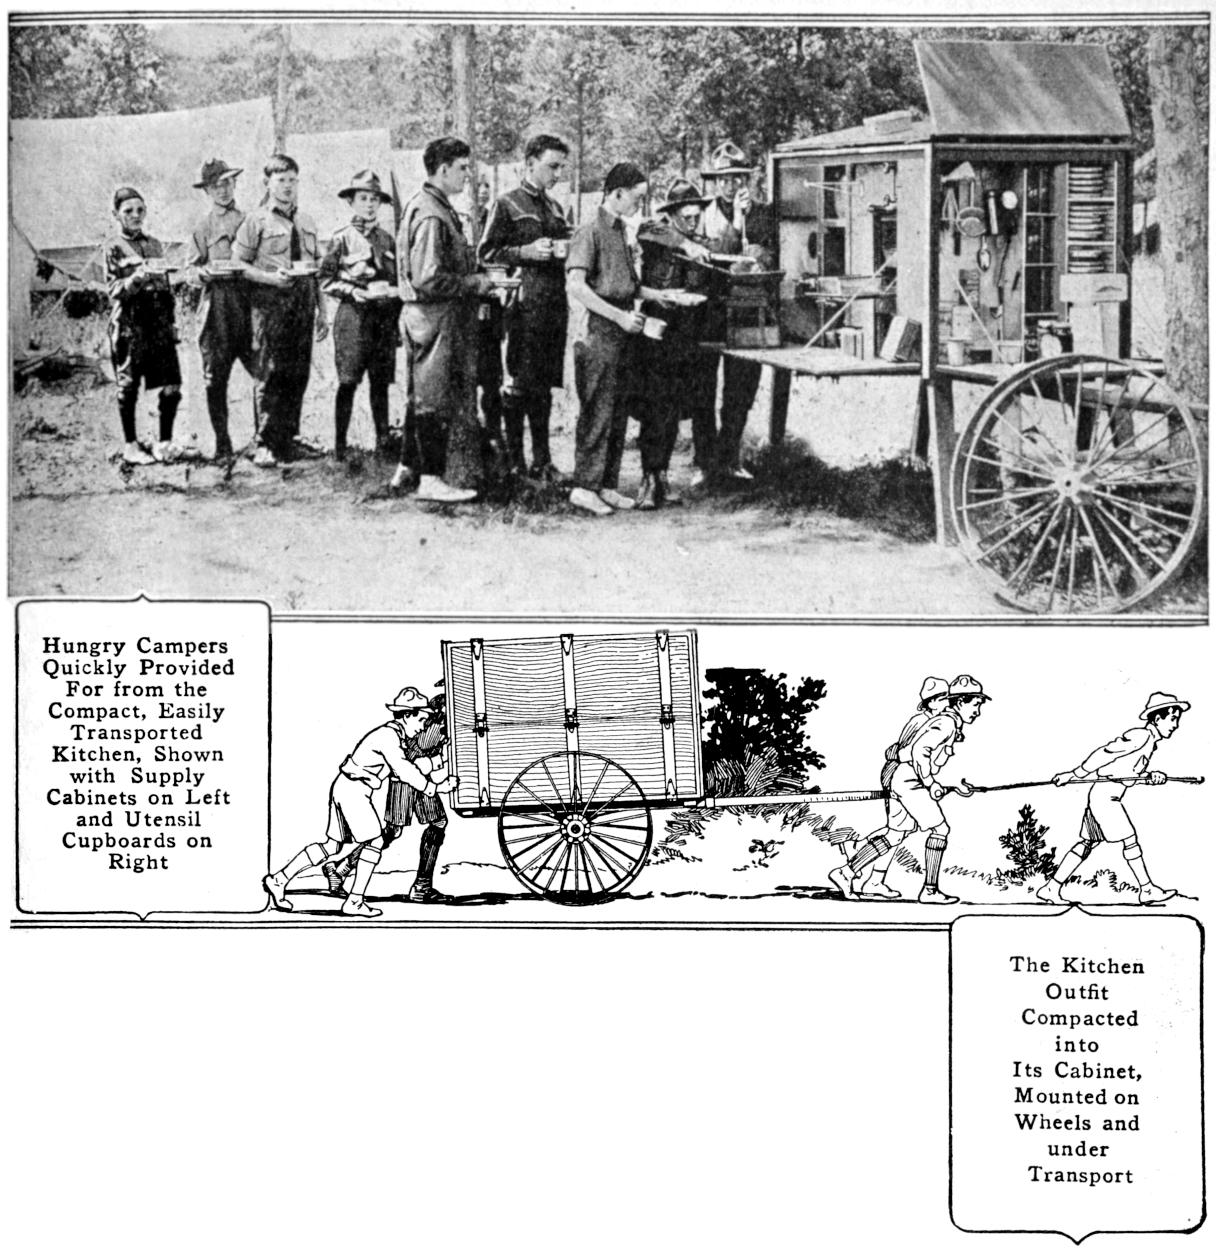 Hungry Campers
Quickly Provided
For from the
Compact, Easily
Transported
Kitchen, Shown
with Supply
Cabinets on Left
and Utensil
Cupboards on
Right
The Kitchen
Outfit
Compacted
into
Its Cabinet,
Mounted on
Wheels and
under
Transport